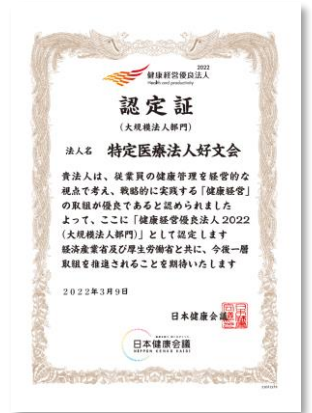 2022
健康経営優良法人
Health and productivity
認定証
(大規模法人部門)
法人名 特定医療法人好文会
貴法人は、従業員の健康管理を経営的な
視点で考え、戦略的に実践する「健康経営」
の取組が優良であると認められました
よって、ここに「健康経営優良法人2022
(大規模法人部門)」として認定します
経済産業省及び厚生労働省と共に、今後一層
取組を推進されることを期待いたします
2022年3月9日
日本健康会議
日本健康会議
NIPPON KENKO KAIGI